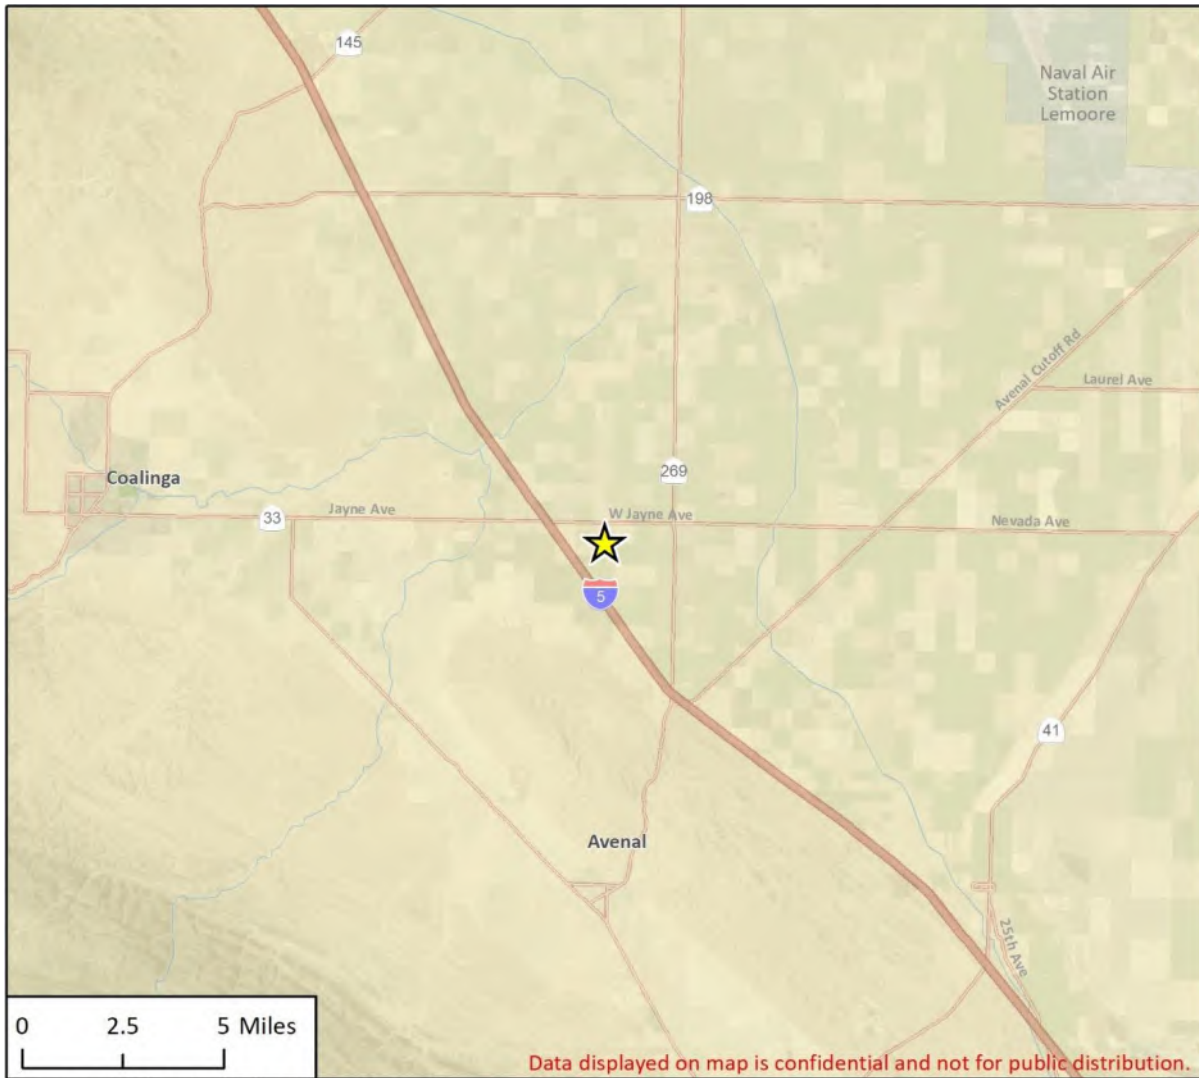 145
Naval Air
Station
Lemoore
198
Avenal Cutoff Rd
Laurel Ave
Coalinga
269
33
Jayne Ave
W Jayne Ave
Nevada Ave
5
41
Avenal
25th Ave
0 2.5 5 Miles
Data displayed on map is confidential and not for public distribution.